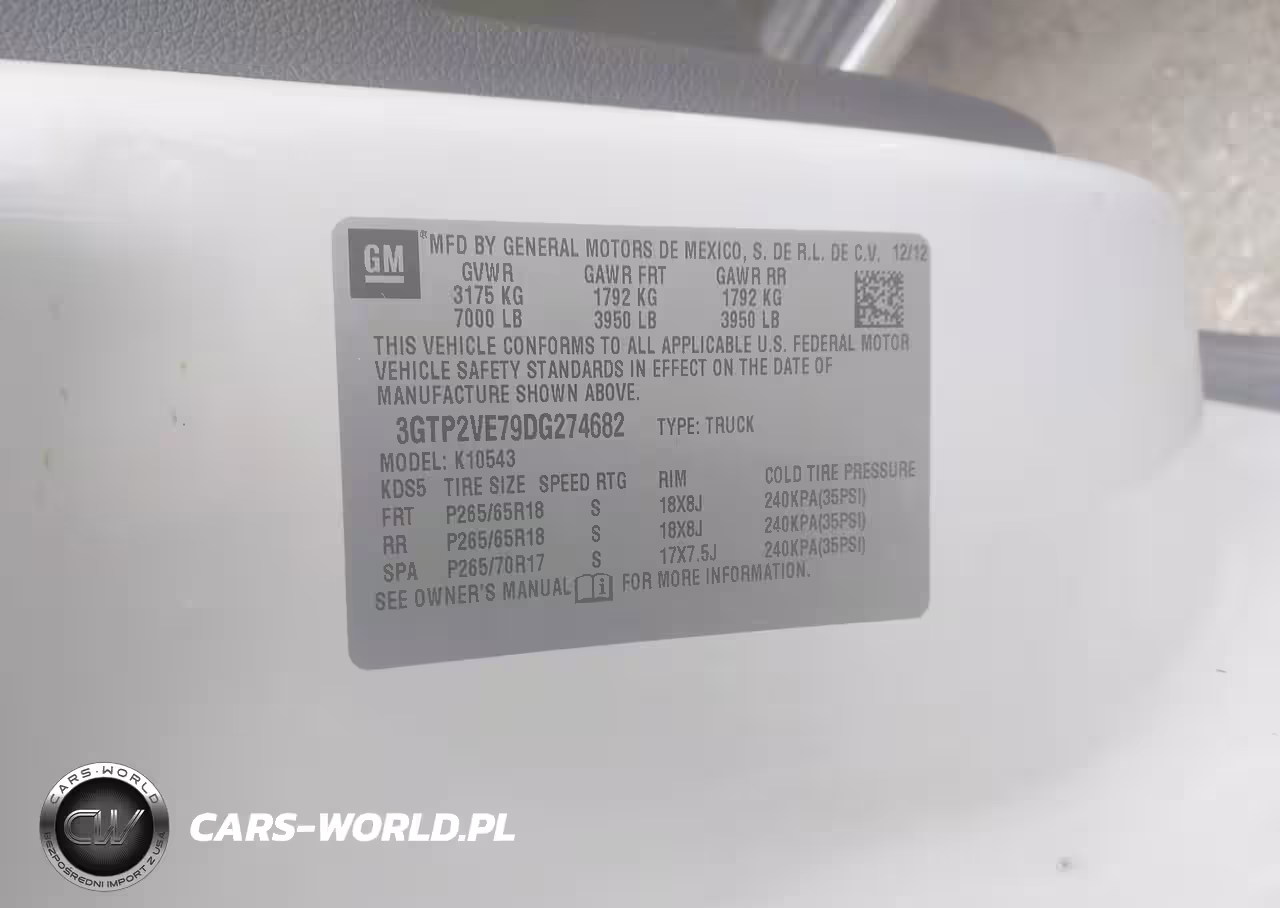 GM ® MFD BY GENERAL MOTORS DE MEXICO, S. DE R.L. DE C.V. 12/12
GVWR GAWR FRT GAWR RR
3175 KG 1792 KG 1792 KG
7000 LB 3950 LB 3950 LB
THIS VEHICLE CONFORMS TO ALL APPLICABLE U.S. FEDERAL MOTOR
VEHICLE SAFETY STANDARDS IN EFFECT ON THE DATE OF
MANUFACTURE SHOWN ABOVE.
3GTP2VE79DG274682 TYPE: TRUCK
MODEL: K10543
KDS5 TIRE SIZE SPEED RTG RIM COLD TIRE PRESSURE
FRT P265/65R18 S 18X8J 240KPA(35PSI)
RR P265/65R18 S 18X8J 240KPA(35PSI)
SPA P265/70R17 S 17X7.5J 240KPA(35PSI)
SEE OWNER'S MANUAL i FOR MORE INFORMATION.
CARS-WORLD
CW
BEZPOŚREDNI IMPORT Z USA
CARS-WORLD.PL